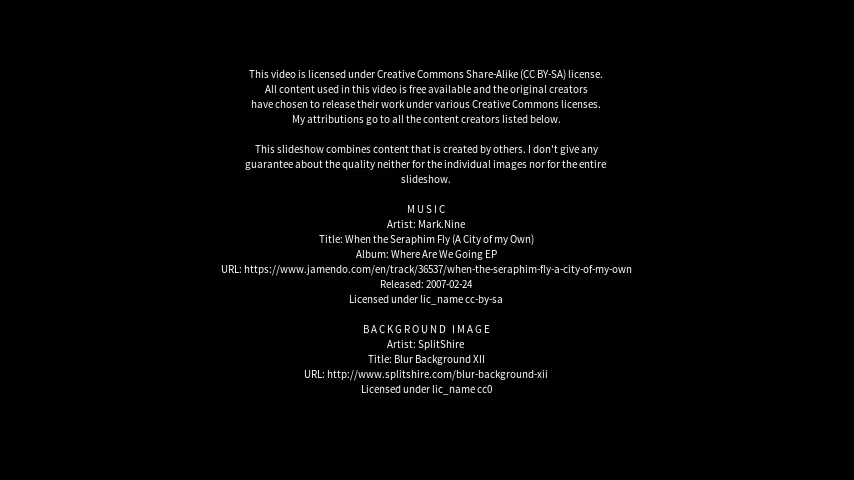 This video is licensed under Creative Commons Share-Alike (CC BY-SA) license.
All content used in this video is free available and the original creators
have chosen to release their work under various Creative Commons licenses.
My attributions go to all the content creators listed below.
This slideshow combines content that is created by others. I don't give any
guarantee about the quality neither for the individual images nor for the entire
slideshow.
M U S I C
Artist: Mark.Nine
Title: When the Seraphim Fly (A City of my Own)
Album: Where Are We Going EP
URL: https://www.jamendo.com/en/track/36537/when-the-seraphim-fly-a-city-of-my-own
Released: 2007-02-24
Licensed under lic_name cc-by-sa
B A C K G R O U N D   I M A G E
Artist: SplitShire
Title: Blur Background XII
URL: http://www.splitshire.com/blur-background-xii
Licensed under lic_name cc0